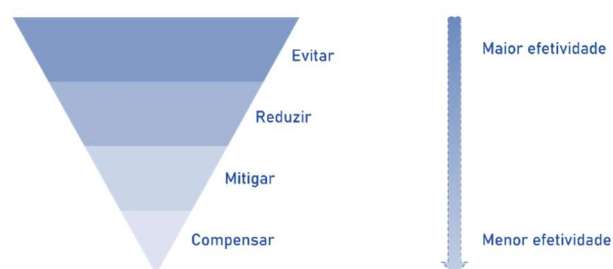 Evitar
Maior efetividade
Reduzir
Mitigar
Compensar
Menor efetividade